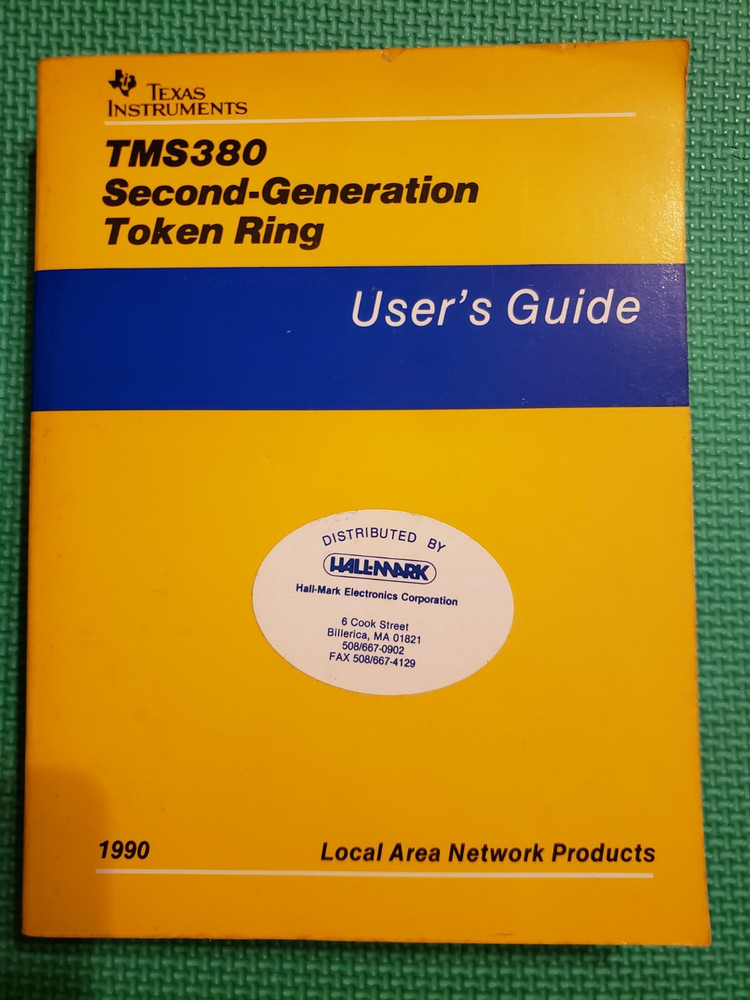 TEXAS
INSTRUMENTS
TMS380
Second-Generation
Token Ring
User's Guide
DISTRIBUTED BY
HALL-MARK
Hall-Mark Electronics Corporation
6 Cook Street
Billerica, MA 01821
508/667-0902
FAX 508/667-4129
1990
Local Area Network Products